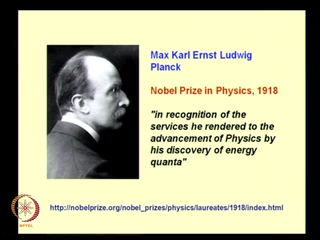 Max Karl Ernst Ludwig
Planck
Nobel Prize in Physics, 1918
"in recognition of the
services he rendered to the
advancement of Physics by
his discovery of energy
quanta"
http://nobelprize.org/nobel_prizes/physics/laureates/1918/index.html
NPTEL